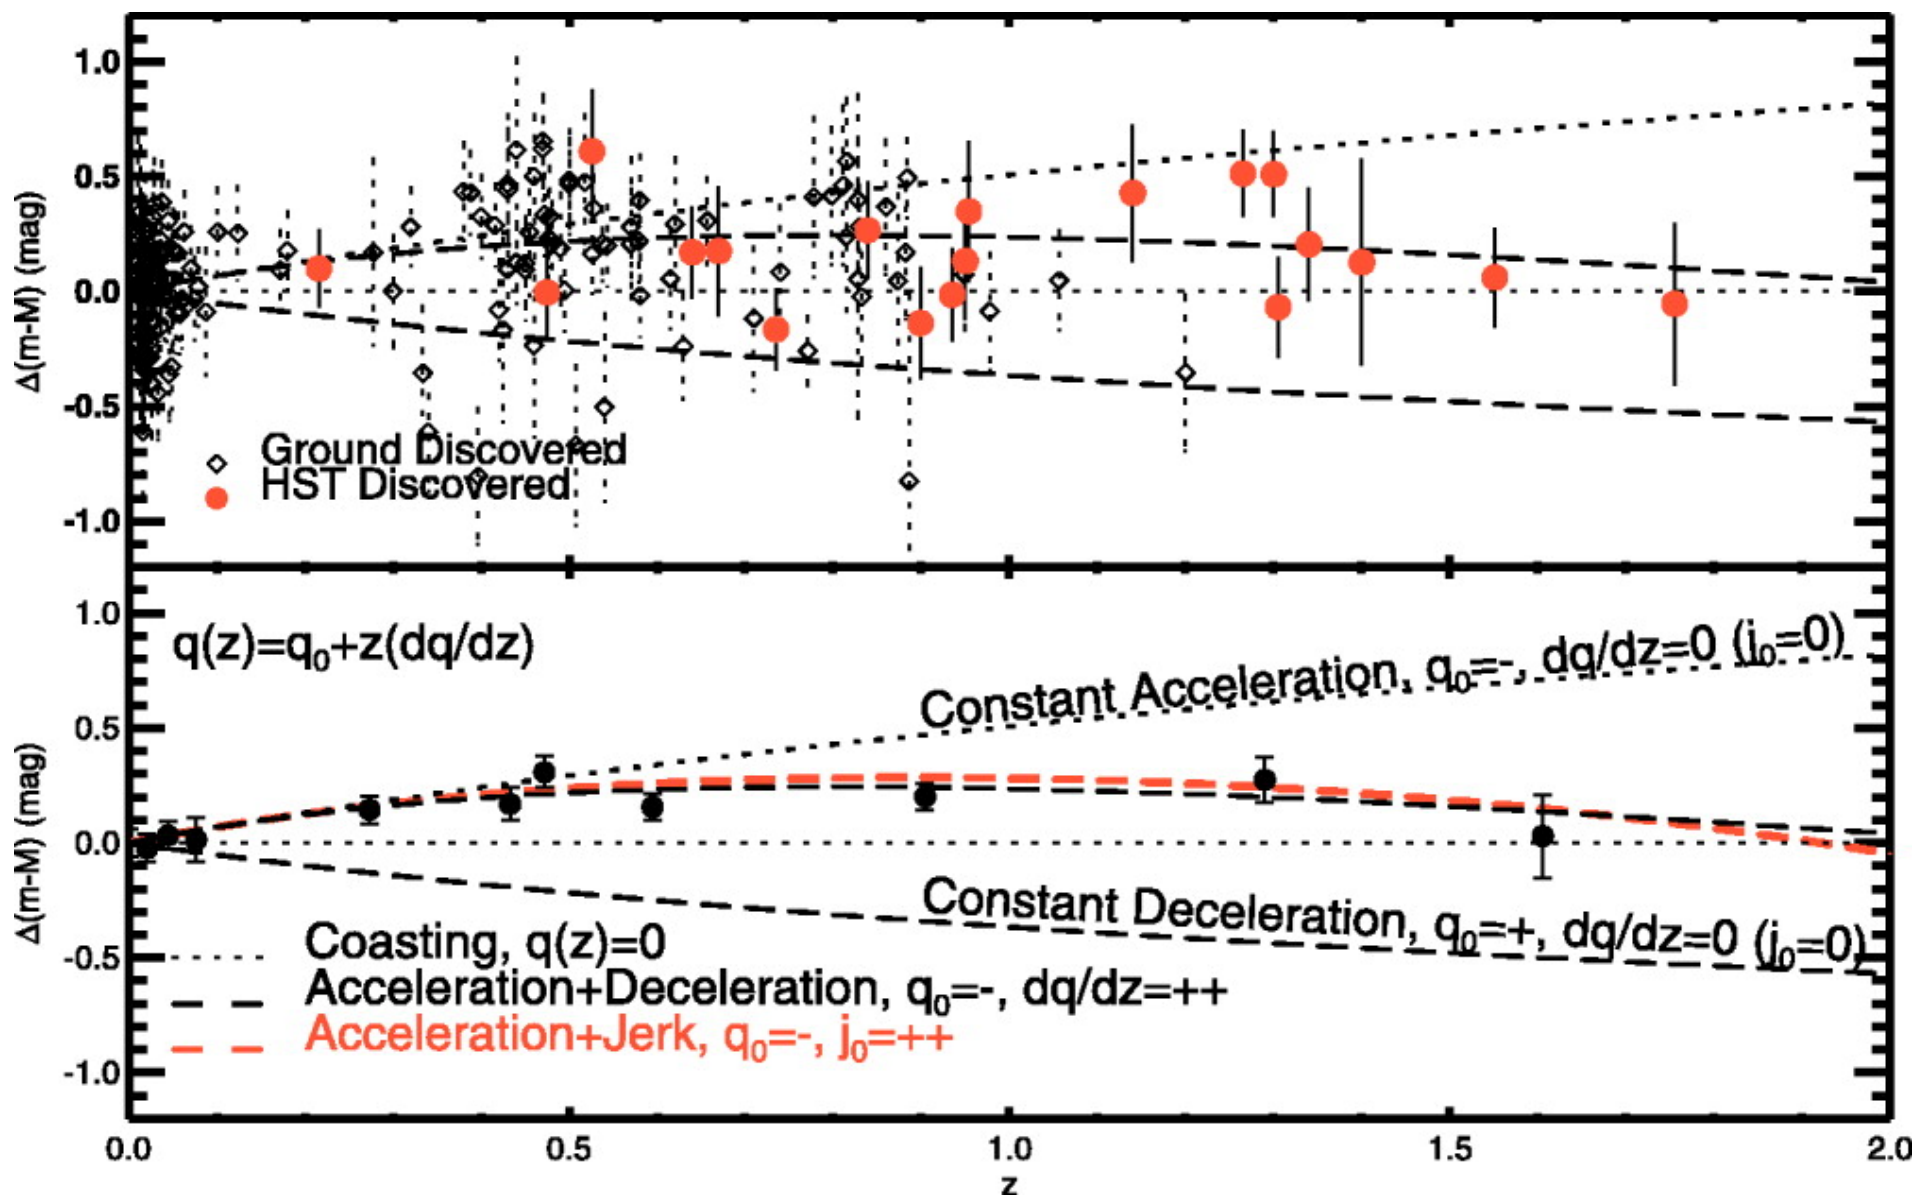 1.0
0.5
0.0
-0.5
-1.0
Δ(m-M) (mag)
Ground Discovered
HST Discovered
1.0
0.5
0.0
-0.5
-1.0
Δ(m-M) (mag)
q(z)=q₀+z(dq/dz)
Constant Acceleration, q₀=-, dq/dz=0 (j₀=0)
Constant Deceleration, q₀=+, dq/dz=0 (j₀=0)
Coasting, q(z)=0
Acceleration+Deceleration, q₀=-, dq/dz=++
Acceleration+Jerk, q₀=-, j₀=++
0.0 0.5 1.0 1.5 2.0
z